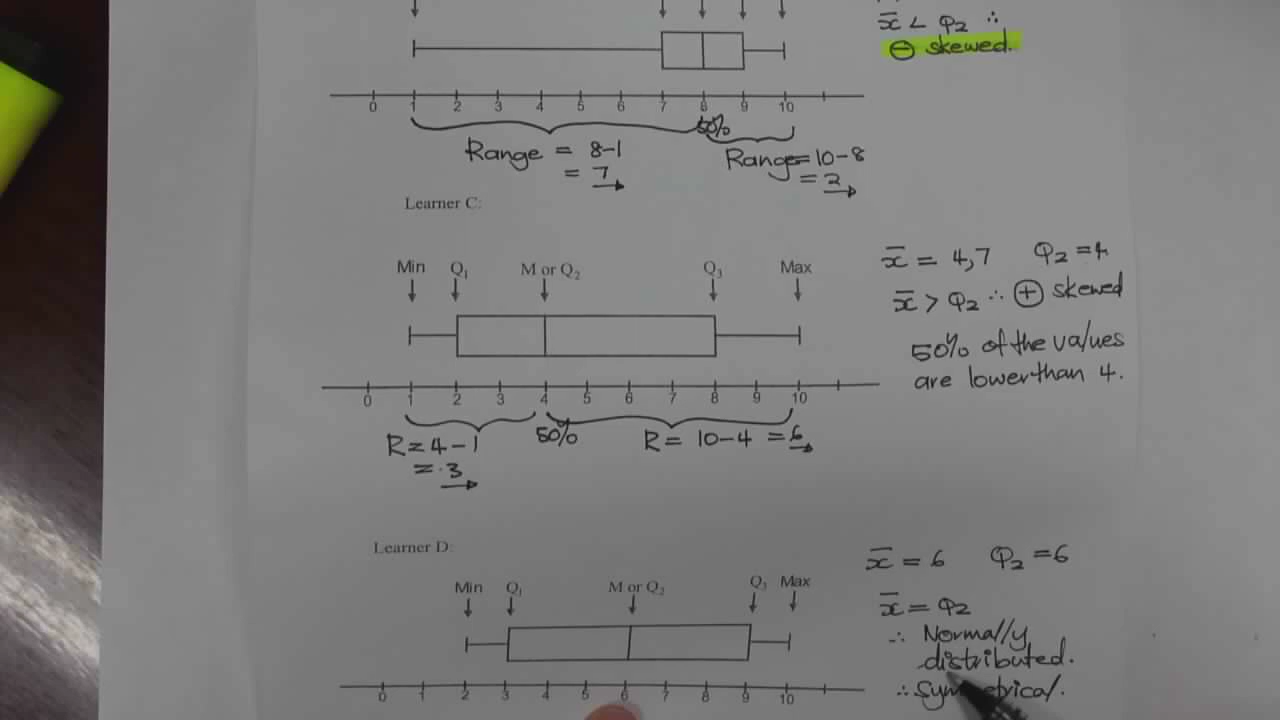 x̄ < Q2 ∴
⊖ skewed.
0 1 2 3 4 5 6 7 8 9 10
50%
Range = 8-1
= 7
Range = 10-8
= 2
Learner C:
Min Q1 M or Q2 Q3 Max
x̄ = 4,7 Q2 = 4
x̄ > Q2 ∴ ⊕ skewed
50% of the values
are lower than 4.
0 1 2 3 4 5 6 7 8 9 10
R = 4-1
= 3
50%
R = 10-4 = 6
Learner D:
Min Q1 M or Q2 Q3 Max
x̄ = 6 Q2 = 6
x̄ = Q2
∴ Normally
distributed.
∴ Symmetrical.
0 1 2 3 4 5 6 7 8 9 10